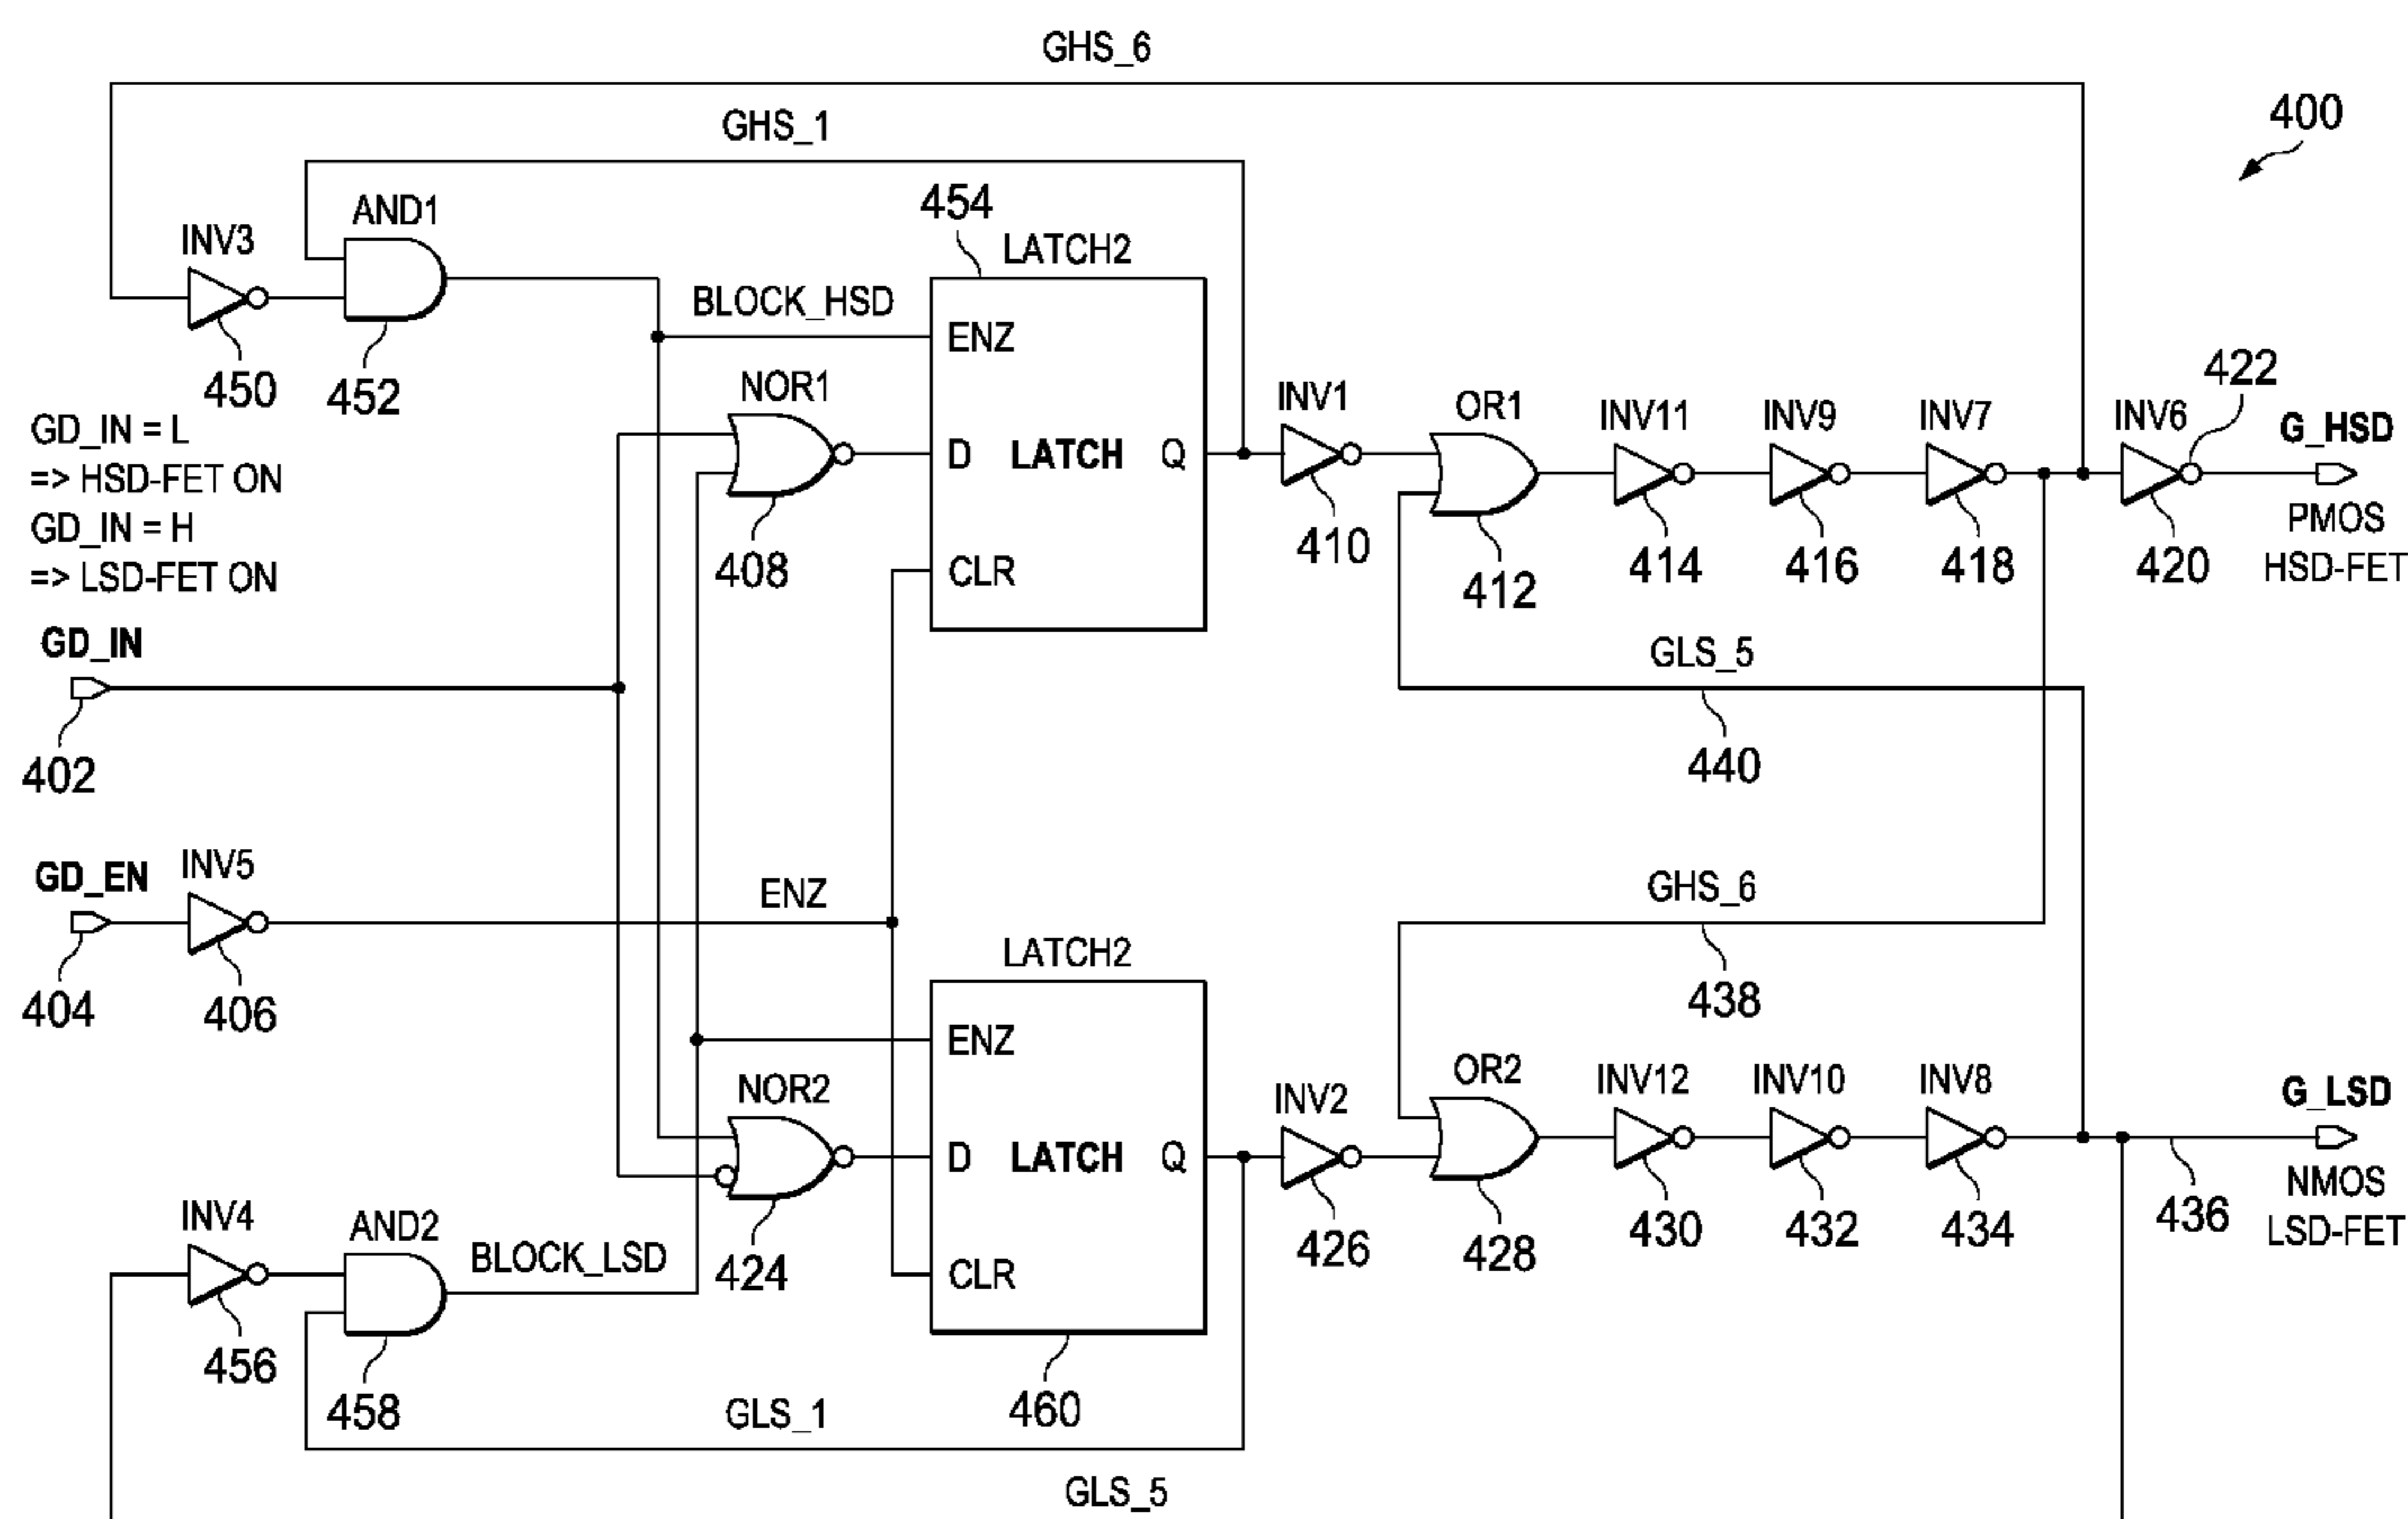 GHS_6
400
GHS_1
454
AND1
LATCH2
INV3
BLOCK_HSD
ENZ
450
452
NOR1
INV1
OR1
INV11
INV9
INV7
INV6
422
G_HSD
GD_IN = L
=> HSD-FET ON
GD_IN = H
=> LSD-FET ON
D LATCH Q
PMOS
HSD-FET
408
CLR
410
412
414
416
418
420
GD_IN
GLS_5
402
440
GD_EN
INV5
ENZ
GHS_6
404
406
LATCH2
438
ENZ
NOR2
INV2
OR2
INV12
INV10
INV8
G_LSD
D LATCH Q
NMOS
LSD-FET
INV4
AND2
BLOCK_LSD
424
CLR
426
428
430
432
434
436
456
458
GLS_1
460
GLS_5